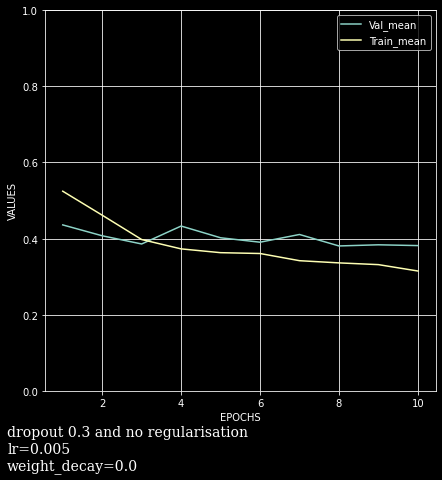 1.0
0.8
0.6
0.4
0.2
0.0
VALUES
Val_mean
Train_mean
2 4 6 8 10
EPOCHS
dropout 0.3 and no regularisation
lr=0.005
weight_decay=0.0